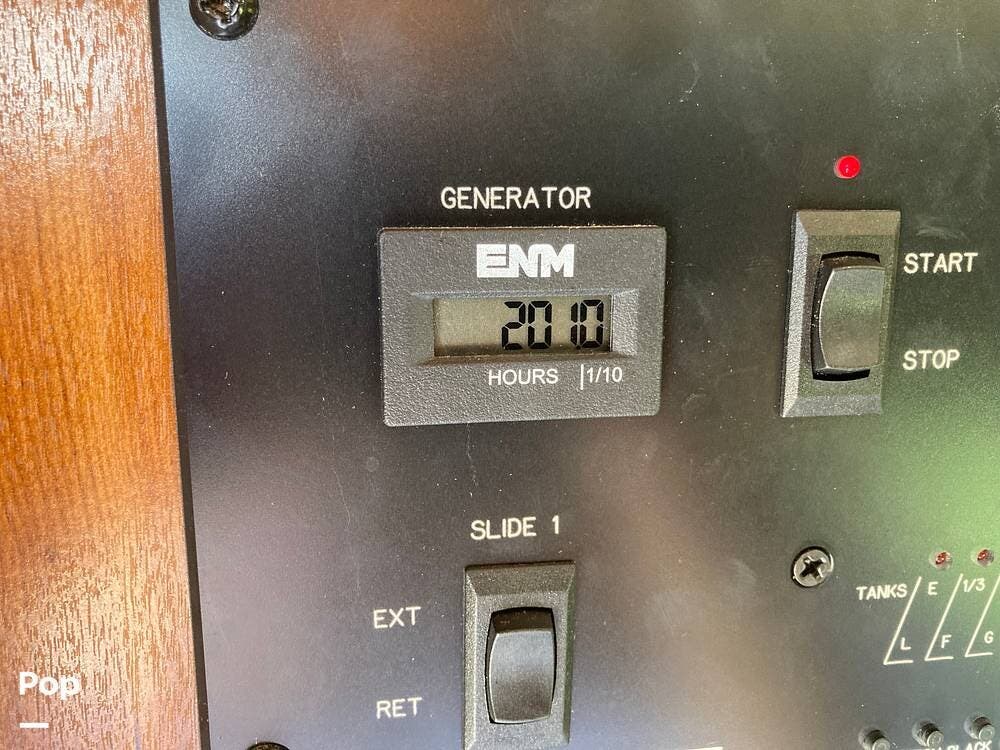 GENERATOR
ENM
201.0
HOURS |1/10
START
STOP
SLIDE 1
EXT
RET
TANKS E 1/3
L F G
Pop